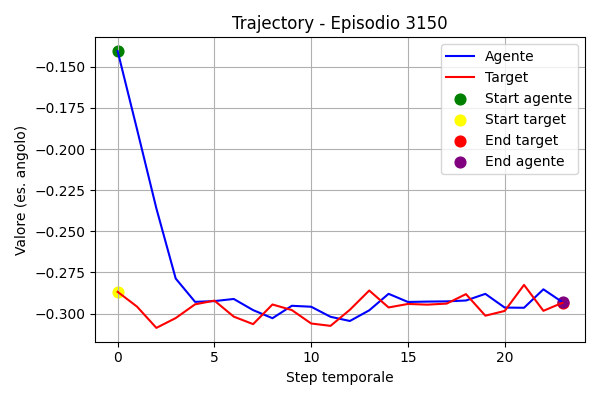 Trajectory - Episodio 3150
Agente
Target
Start agente
Start target
End target
End agente
Valore (es. angolo)
−0.150
−0.175
−0.200
−0.225
−0.250
−0.275
−0.300
0 5 10 15 20
Step temporale